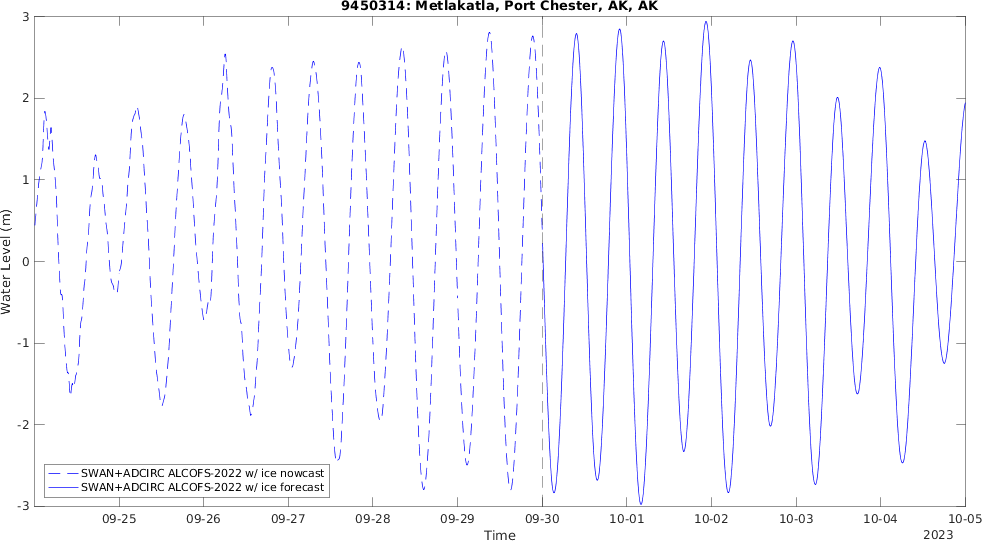 9450314: Metlakatla, Port Chester, AK, AK
3
2
1
0
-1
-2
-3
Water Level (m)
SWAN+ADCIRC ALCOFS-2022 w/ ice nowcast
SWAN+ADCIRC ALCOFS-2022 w/ ice forecast
09-25 09-26 09-27 09-28 09-29 09-30 10-01 10-02 10-03 10-04 10-05
Time
2023